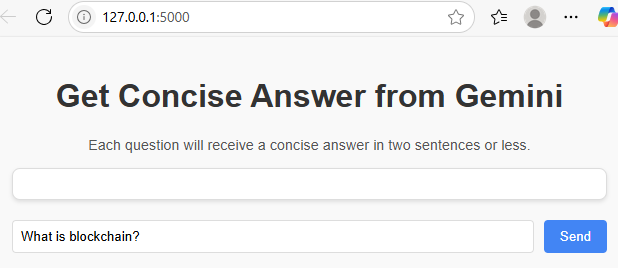 127.0.0.1:5000
Get Concise Answer from Gemini
Each question will receive a concise answer in two sentences or less.
What is blockchain?
Send